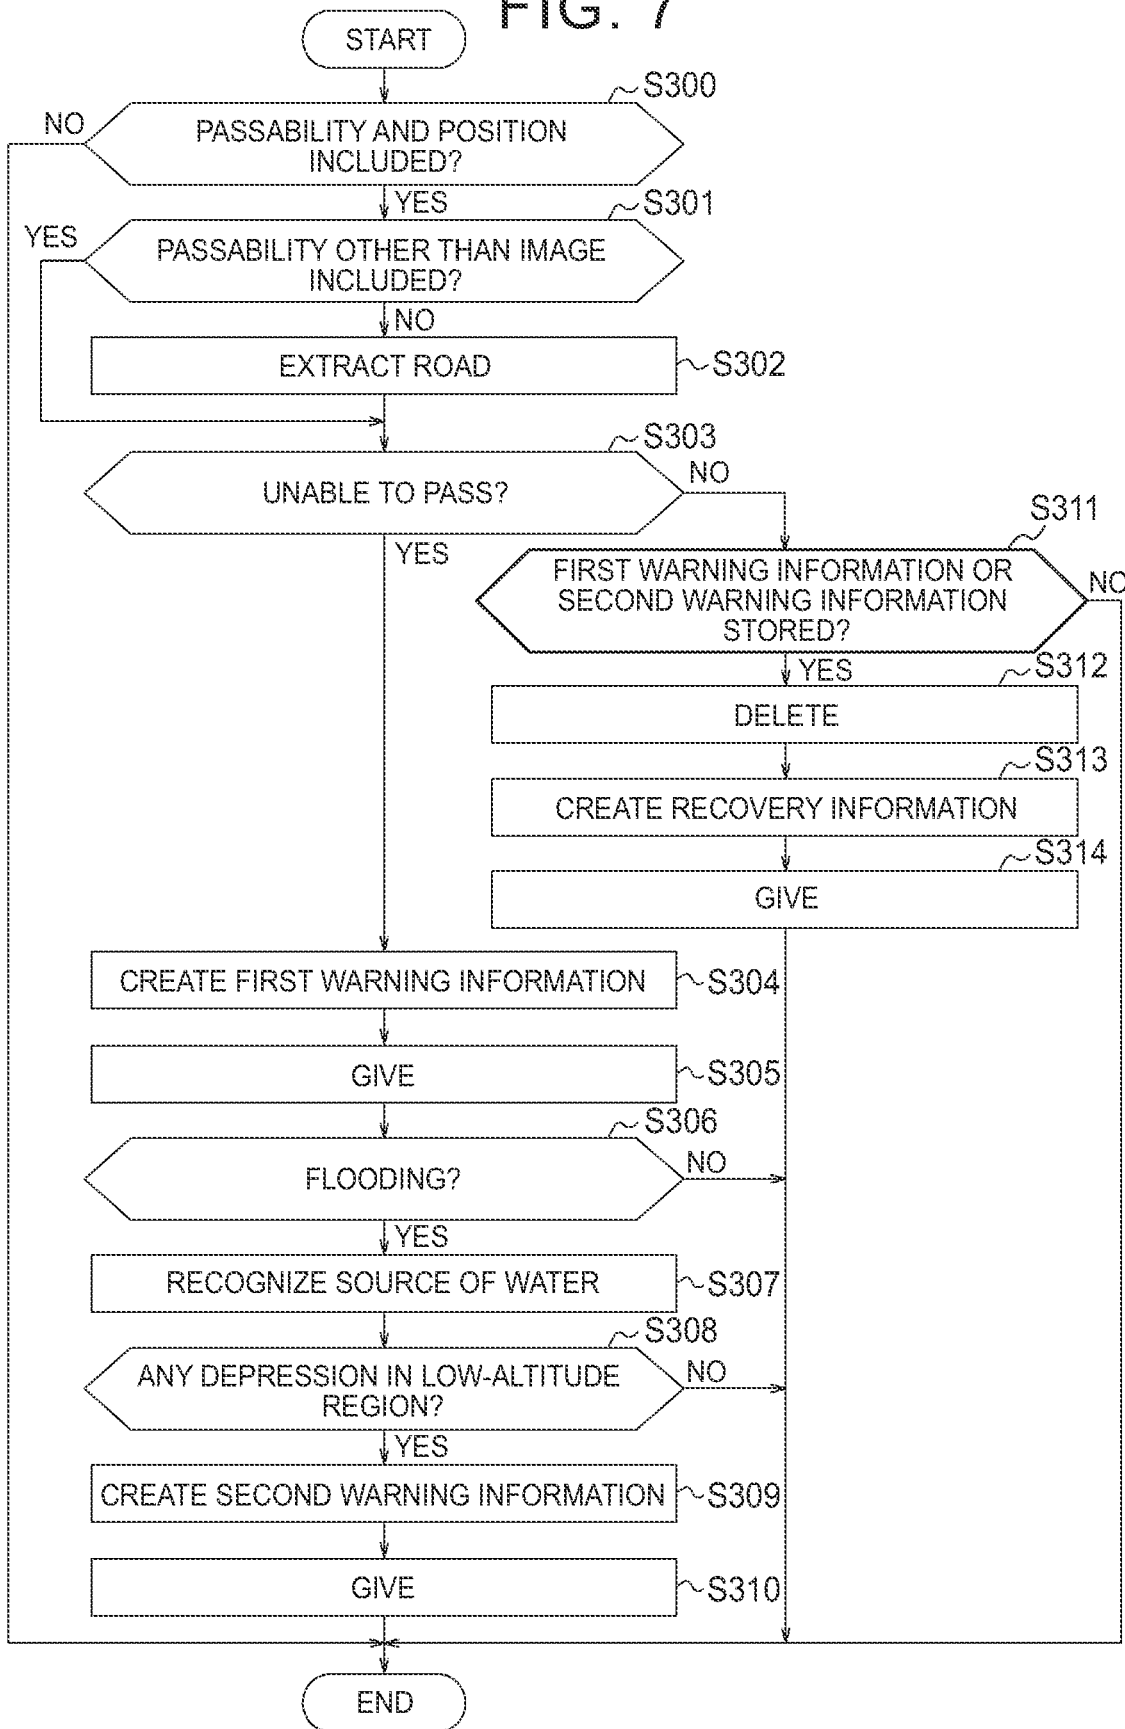 FIG. 7
START
S300
NO
PASSABILITY AND POSITION
INCLUDED?
YES
S301
YES
PASSABILITY OTHER THAN IMAGE
INCLUDED?
NO
EXTRACT ROAD
S302
S303
UNABLE TO PASS?
NO
YES
S311
FIRST WARNING INFORMATION OR
SECOND WARNING INFORMATION
STORED?
NO
YES
S312
DELETE
S313
CREATE RECOVERY INFORMATION
S314
GIVE
CREATE FIRST WARNING INFORMATION
S304
GIVE
S305
S306
FLOODING?
NO
YES
RECOGNIZE SOURCE OF WATER
S307
S308
ANY DEPRESSION IN LOW-ALTITUDE
REGION?
NO
YES
CREATE SECOND WARNING INFORMATION
S309
GIVE
S310
END